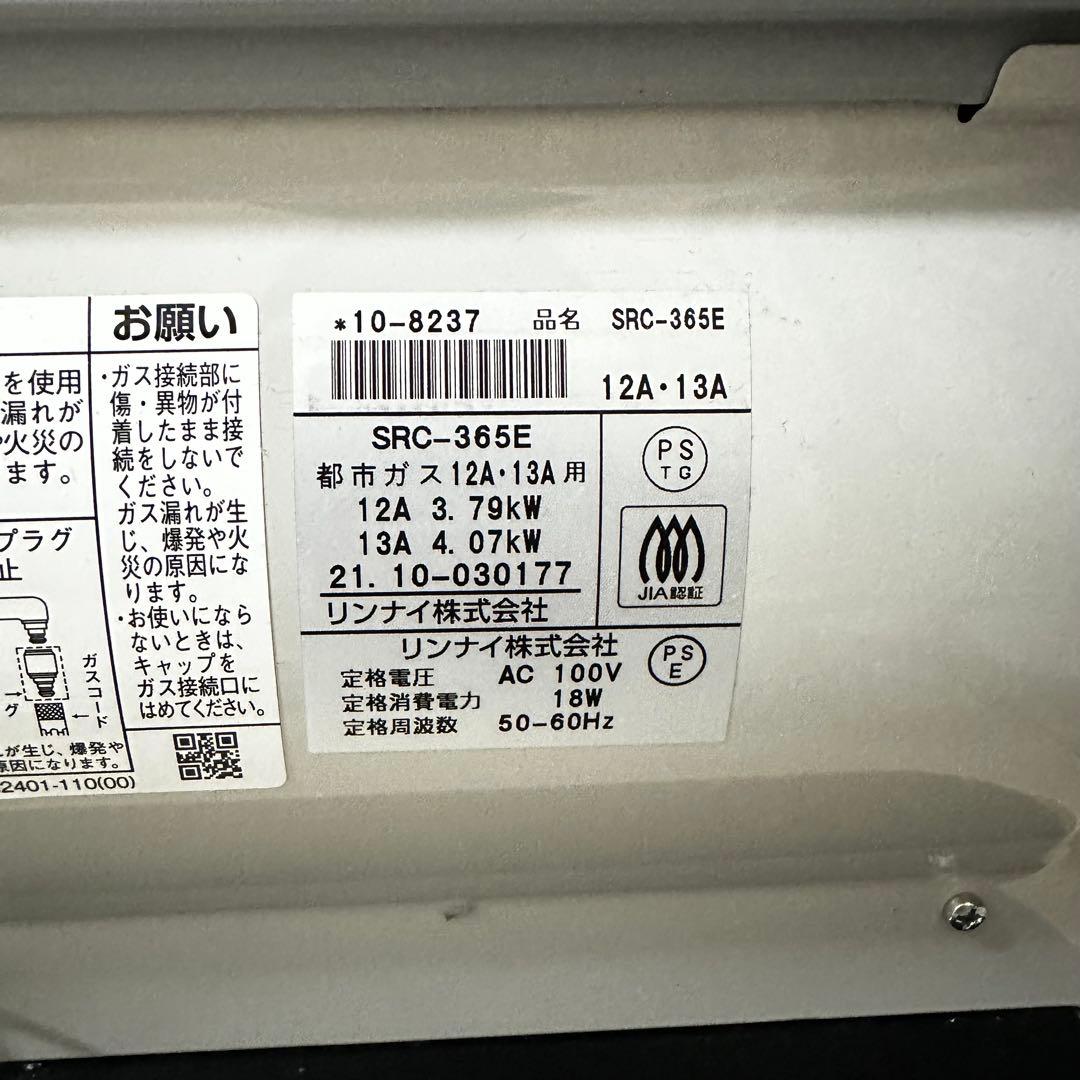 を使用
漏れが
や火災の
ます。
プラグ
止
ガスコード
グ
れが生じ、爆発や
原因になります。
2401-110(00)
お願い
・ガス接続部に
傷・異物が付
着したまま接
続をしないで
ください。
ガス漏れが生
じ、爆発や火
災の原因にな
ります。
・お使いになら
ないときは、
キャップを
ガス接続口に
はめてください。
*10-8237 品名 SRC-365E
12A・13A
SRC-365E
都市ガス12A・13A用
12A 3.79kW
13A 4.07kW
21.10-030177
リンナイ株式会社
PS
TG
JIA認証
リンナイ株式会社
定格電圧 AC 100V
定格消費電力 18W
定格周波数 50-60Hz
PS
E